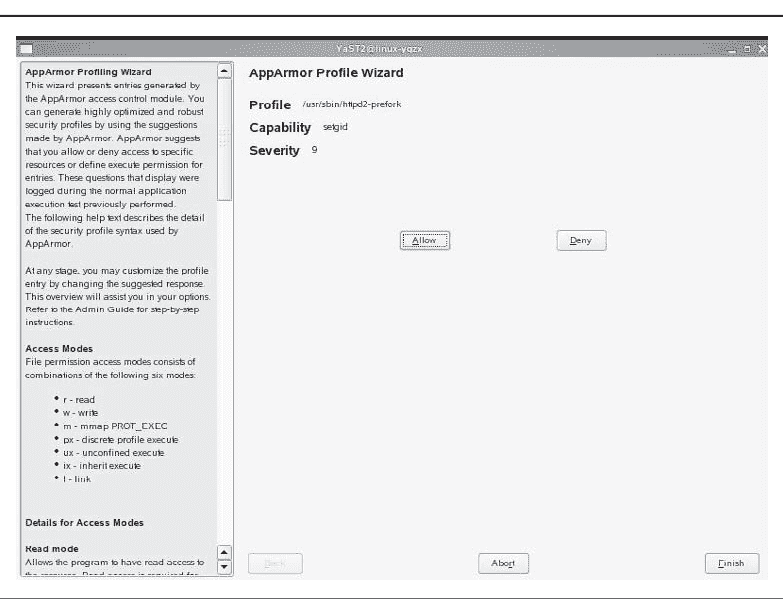 YaST2@linux-yqzx
AppArmor Profiling Wizard
This wizard presents entries generated by
the AppArmor access control module. You
can generate highly optimized and robust
security profiles by using the suggestions
made by AppArmor. AppArmor suggests
that you allow or deny access to specific
resources or define execute permission for
entries. These questions that display were
logged during the normal application
execution test previously performed.
The following help text describes the detail
of the security profile syntax used by
AppArmor.
At any stage, you may customize the profile
entry by changing the suggested response.
This overview will assist you in your options.
Refer to the Admin Guide for step-by-step
instructions.
Access Modes
File permission access modes consists of
combinations of the following six modes:
• r - read
• w - write
• m - mmap PROT_EXEC
• px - discrete profile execute
• ux - unconfined execute
• ix - inherit execute
• l - link
Details for Access Modes
Read mode
Allows the program to have read access to
the resource. Read access is required for
AppArmor Profile Wizard
Profile /usr/sbin/httpd2-prefork
Capability setgid
Severity 9
Allow
Deny
Back
Abort
Finish